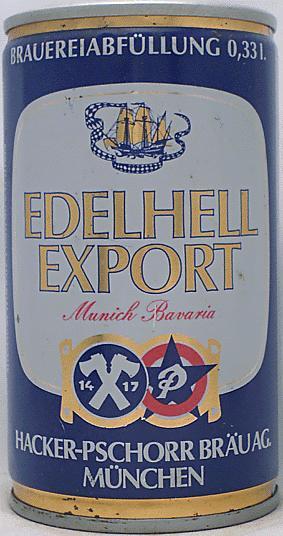 BRAUEREIABFÜLLUNG 0,33 l.
EDELHELL
EXPORT
Munich Bavaria
14 17 P
HACKER-PSCHORR BRÄU AG.
MÜNCHEN